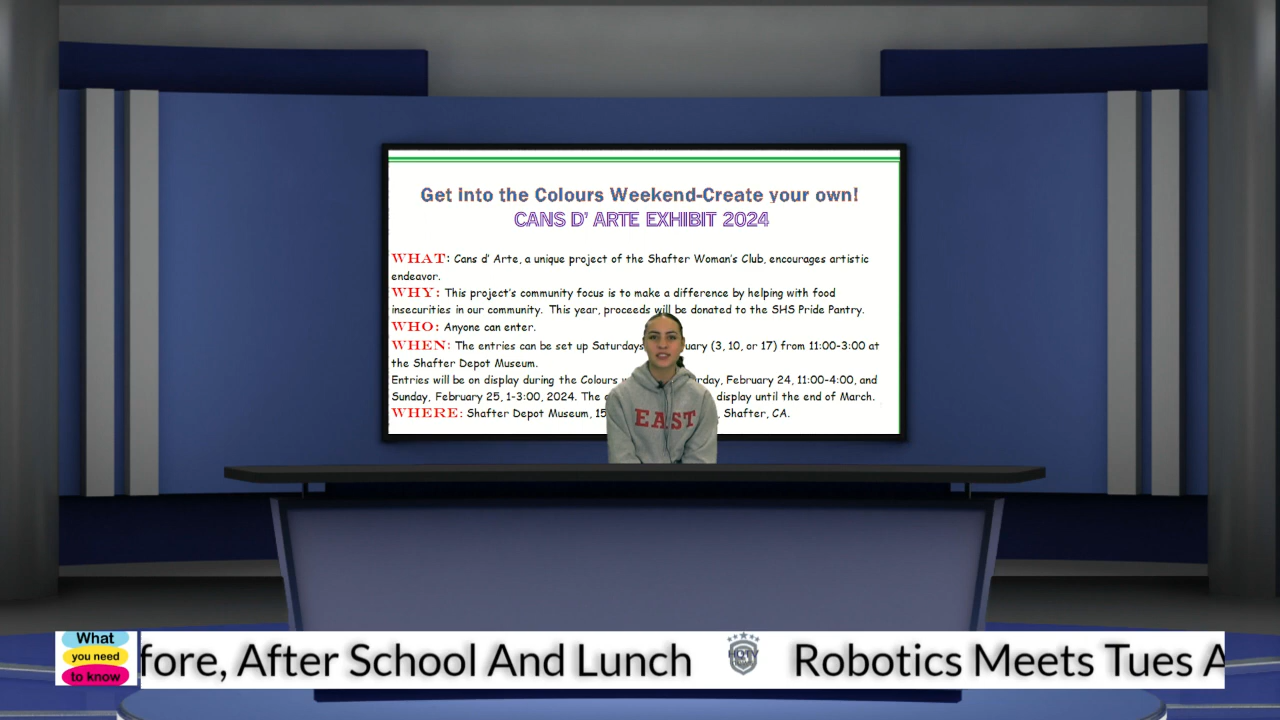 Get into the Colours Weekend-Create your own!
CANS D' ARTE EXHIBIT 2024
WHAT: Cans d' Arte, a unique project of the Shafter Woman's Club, encourages artistic
endeavor.
WHY: This project's community focus is to make a difference by helping with food
insecurities in our community. This year, proceeds will be donated to the SHS Pride Pantry.
WHO: Anyone can enter.
WHEN: The entries can be set up Saturdays uary (3, 10, or 17) from 11:00-3:00 at
the Shafter Depot Museum.
Entries will be on display during the Colours rday, February 24, 11:00-4:00, and
Sunday, February 25, 1-3:00, 2024. The display until the end of March.
WHERE: Shafter Depot Museum, 15 , Shafter, CA.
EAST
What
you need
to know
fore, After School And Lunch Robotics Meets Tues A